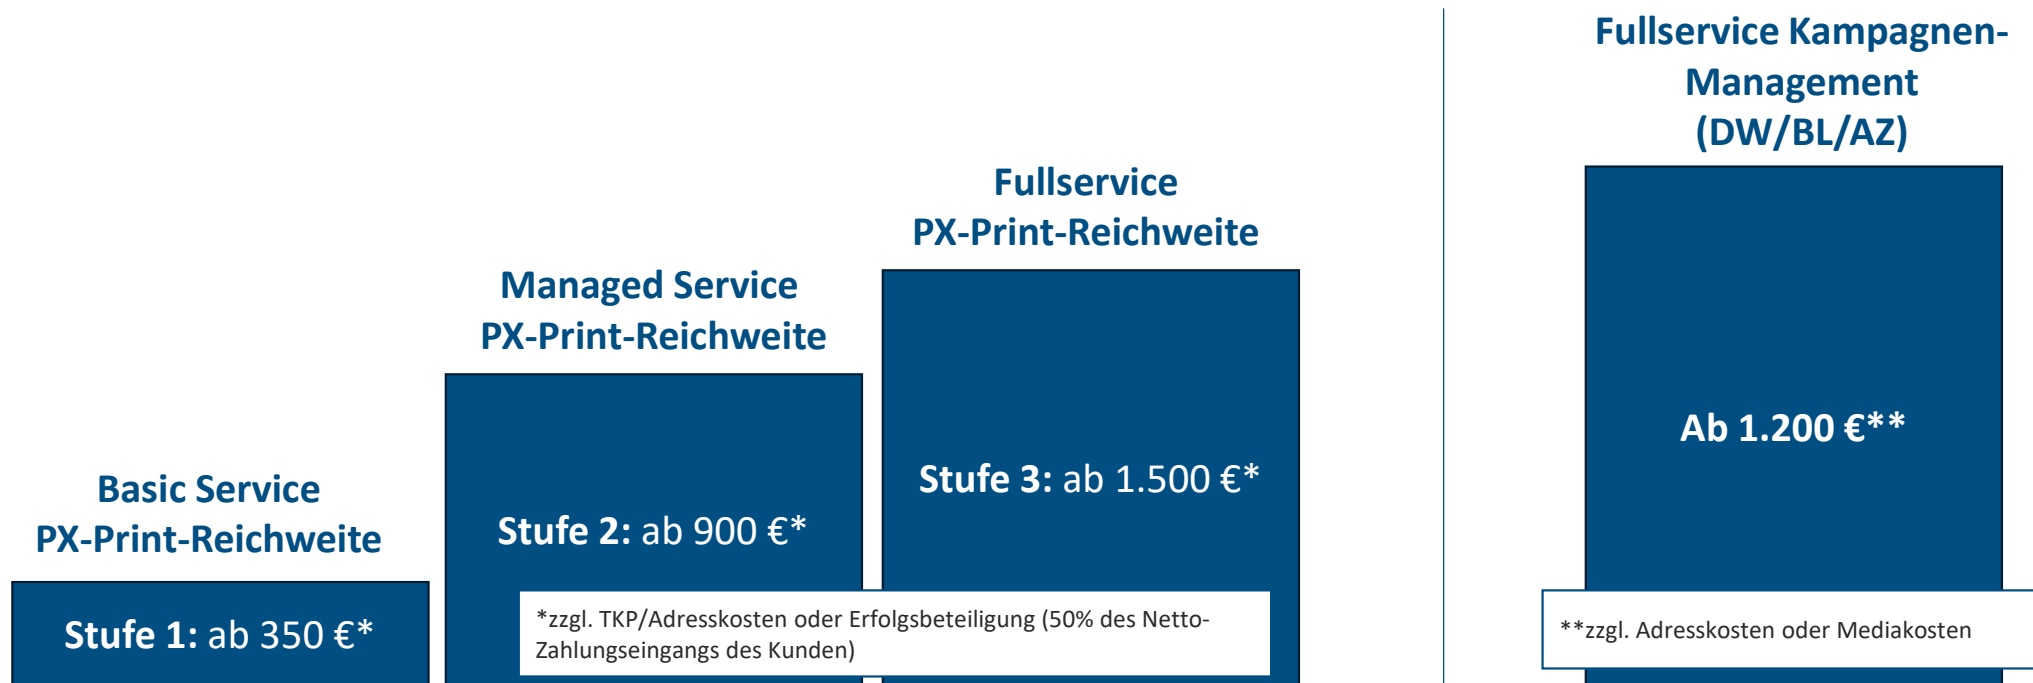 Basic Service
PX-Print-Reichweite
Stufe 1: ab 350 €*
Managed Service
PX-Print-Reichweite
Stufe 2: ab 900 €*
Fullservice
PX-Print-Reichweite
Stufe 3: ab 1.500 €*
*zzgl. TKP/Adresskosten oder Erfolgsbeteiligung (50% des Netto-
Zahlungseingangs des Kunden)
Fullservice Kampagnen-
Management
(DW/BL/AZ)
Ab 1.200 €**
**zzgl. Adresskosten oder Mediakosten